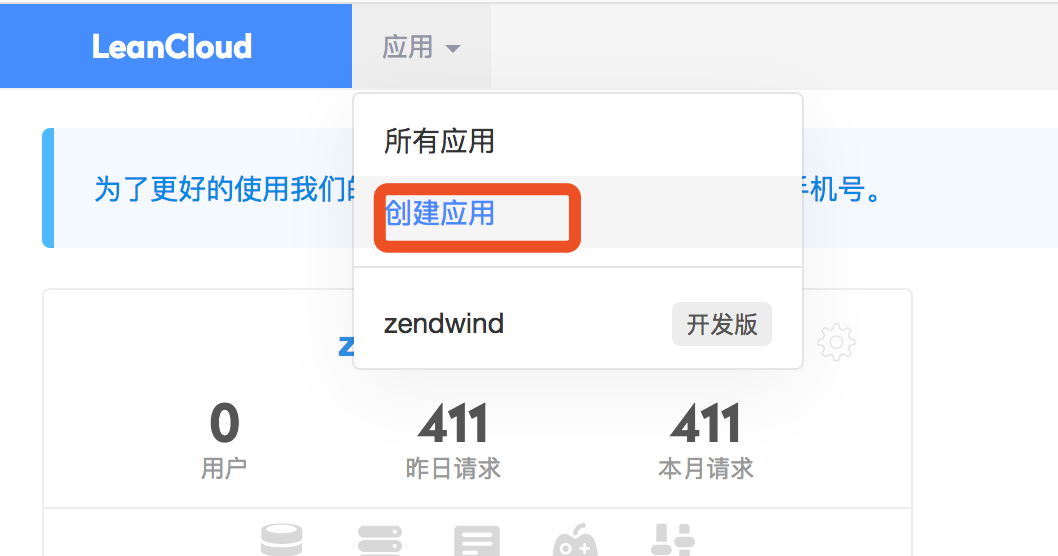 LeanCloud
应用
所有应用
为了更好的使用我们的
手机号。
创建应用
zendwind
开发版
z
0
411
411
用户
昨日请求
本月请求